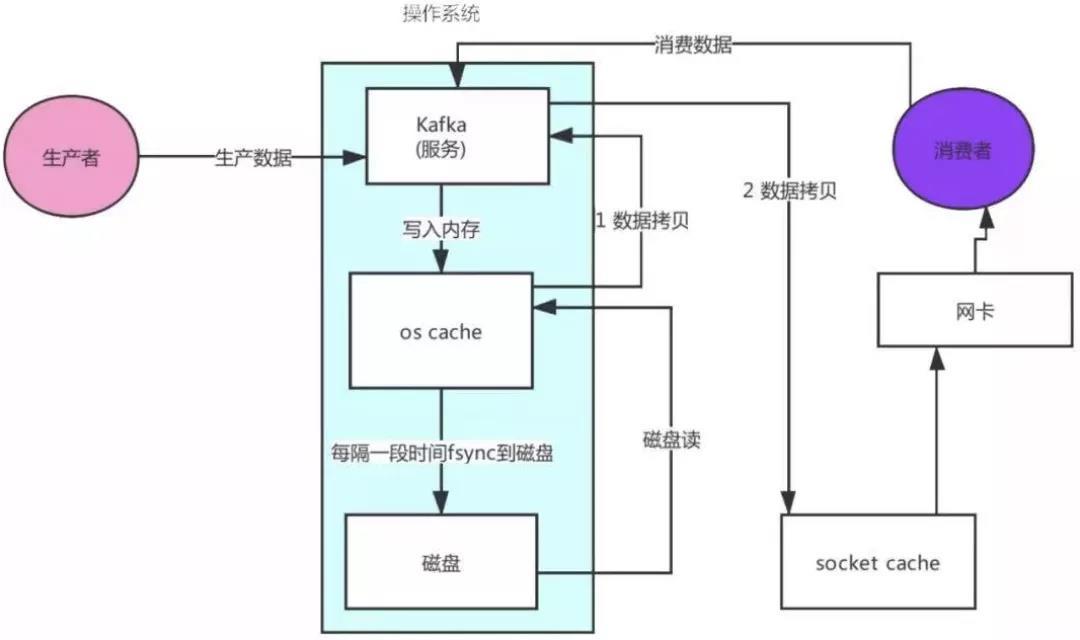 操作系统
消费数据
Kafka
(服务)
生产者
生产数据
消费者
2 数据拷贝
1 数据拷贝
写入内存
网卡
os cache
磁盘读
每隔一段时间fsync到磁盘
磁盘
socket cache